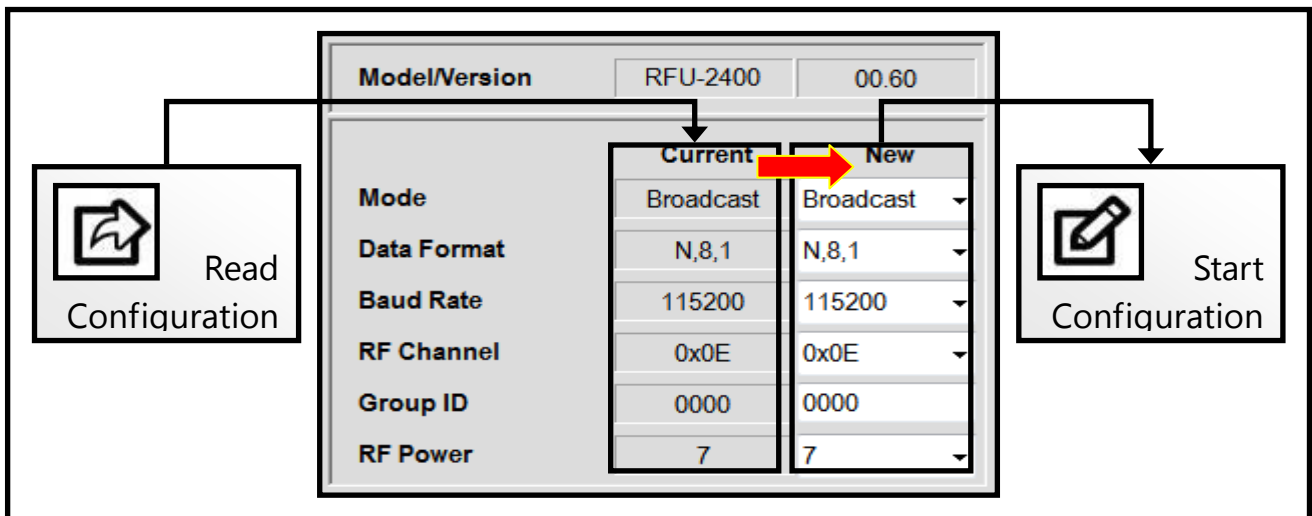 Model/Version RFU-2400 00.60
Current New
Mode Broadcast Broadcast
Data Format N,8,1 N,8,1
Baud Rate 115200 115200
RF Channel 0x0E 0x0E
Group ID 0000 0000
RF Power 7 7
Read
Configuration
Start
Configuration